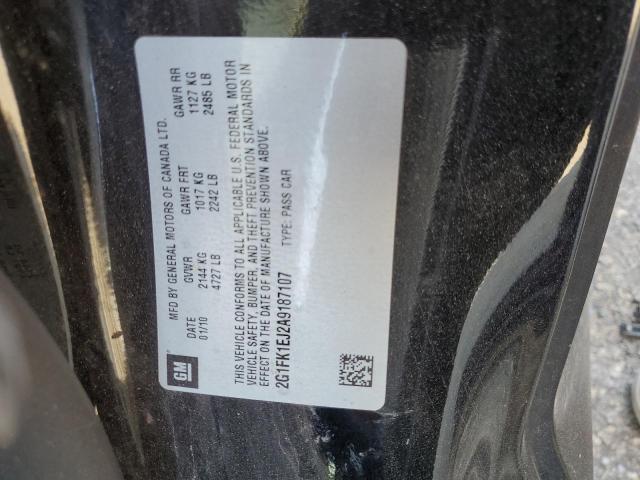 MFD BY GENERAL MOTORS OF CANADA LTD.
DATE GVWR GAWR FRT GAWR RR
01/10 2144 KG 1017 KG 1127 KG
4727 LB 2242 LB 2485 LB
GM
THIS VEHICLE CONFORMS TO ALL APPLICABLE U.S. FEDERAL MOTOR
VEHICLE SAFETY, BUMPER, AND THEFT PREVENTION STANDARDS IN
EFFECT ON THE DATE OF MANUFACTURE SHOWN ABOVE.
2G1FK1EJ2A9187107 TYPE: PASS CAR